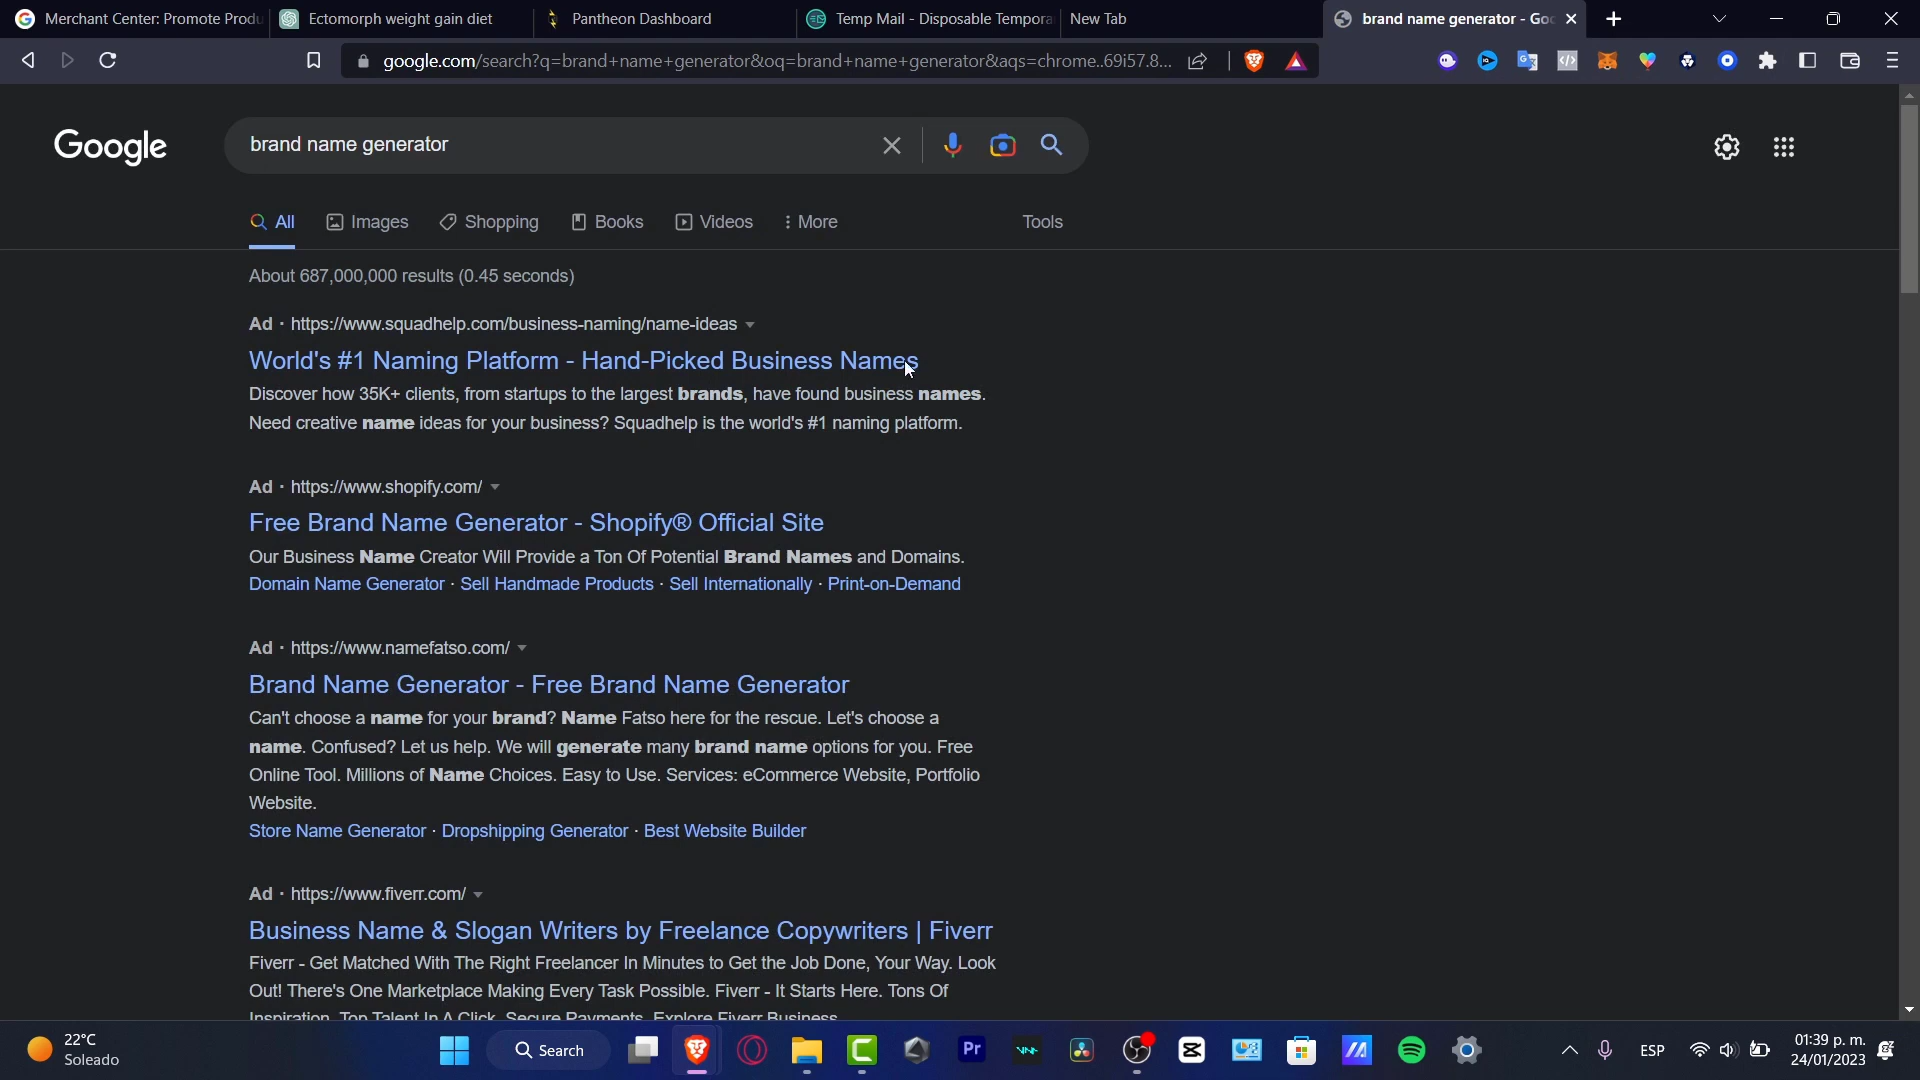 Merchant Center: Promote Produ
Ectomorph weight gain diet
Pantheon Dashboard
Temp Mail - Disposable Tempora
New Tab
brand name generator - Goo
google.com/search?q=brand+name+generator&oq=brand+name+generator&aqs=chrome..69i57.8...
Google
brand name generator
All
Images
Shopping
Books
Videos
More
Tools
About 687,000,000 results (0.45 seconds)
Ad · https://www.squadhelp.com/business-naming/name-ideas
World's #1 Naming Platform - Hand-Picked Business Names
Discover how 35K+ clients, from startups to the largest brands, have found business names.
Need creative name ideas for your business? Squadhelp is the world's #1 naming platform.
Ad · https://www.shopify.com/
Free Brand Name Generator - Shopify® Official Site
Our Business Name Creator Will Provide a Ton Of Potential Brand Names and Domains.
Domain Name Generator · Sell Handmade Products · Sell Internationally · Print-on-Demand
Ad · https://www.namefatso.com/
Brand Name Generator - Free Brand Name Generator
Can't choose a name for your brand? Name Fatso here for the rescue. Let's choose a
name. Confused? Let us help. We will generate many brand name options for you. Free
Online Tool. Millions of Name Choices. Easy to Use. Services: eCommerce Website, Portfolio
Website.
Store Name Generator · Dropshipping Generator · Best Website Builder
Ad · https://www.fiverr.com/
Business Name & Slogan Writers by Freelance Copywriters | Fiverr
Fiverr - Get Matched With The Right Freelancer In Minutes to Get the Job Done, Your Way. Look
Out! There's One Marketplace Making Every Task Possible. Fiverr - It Starts Here. Tons Of
Inspiration. Top Talent In A Click. Secure Payments. Explore Fiverr Business.
22°C
Soleado
Search
Pr
ESP
01:39 p. m.
24/01/2023